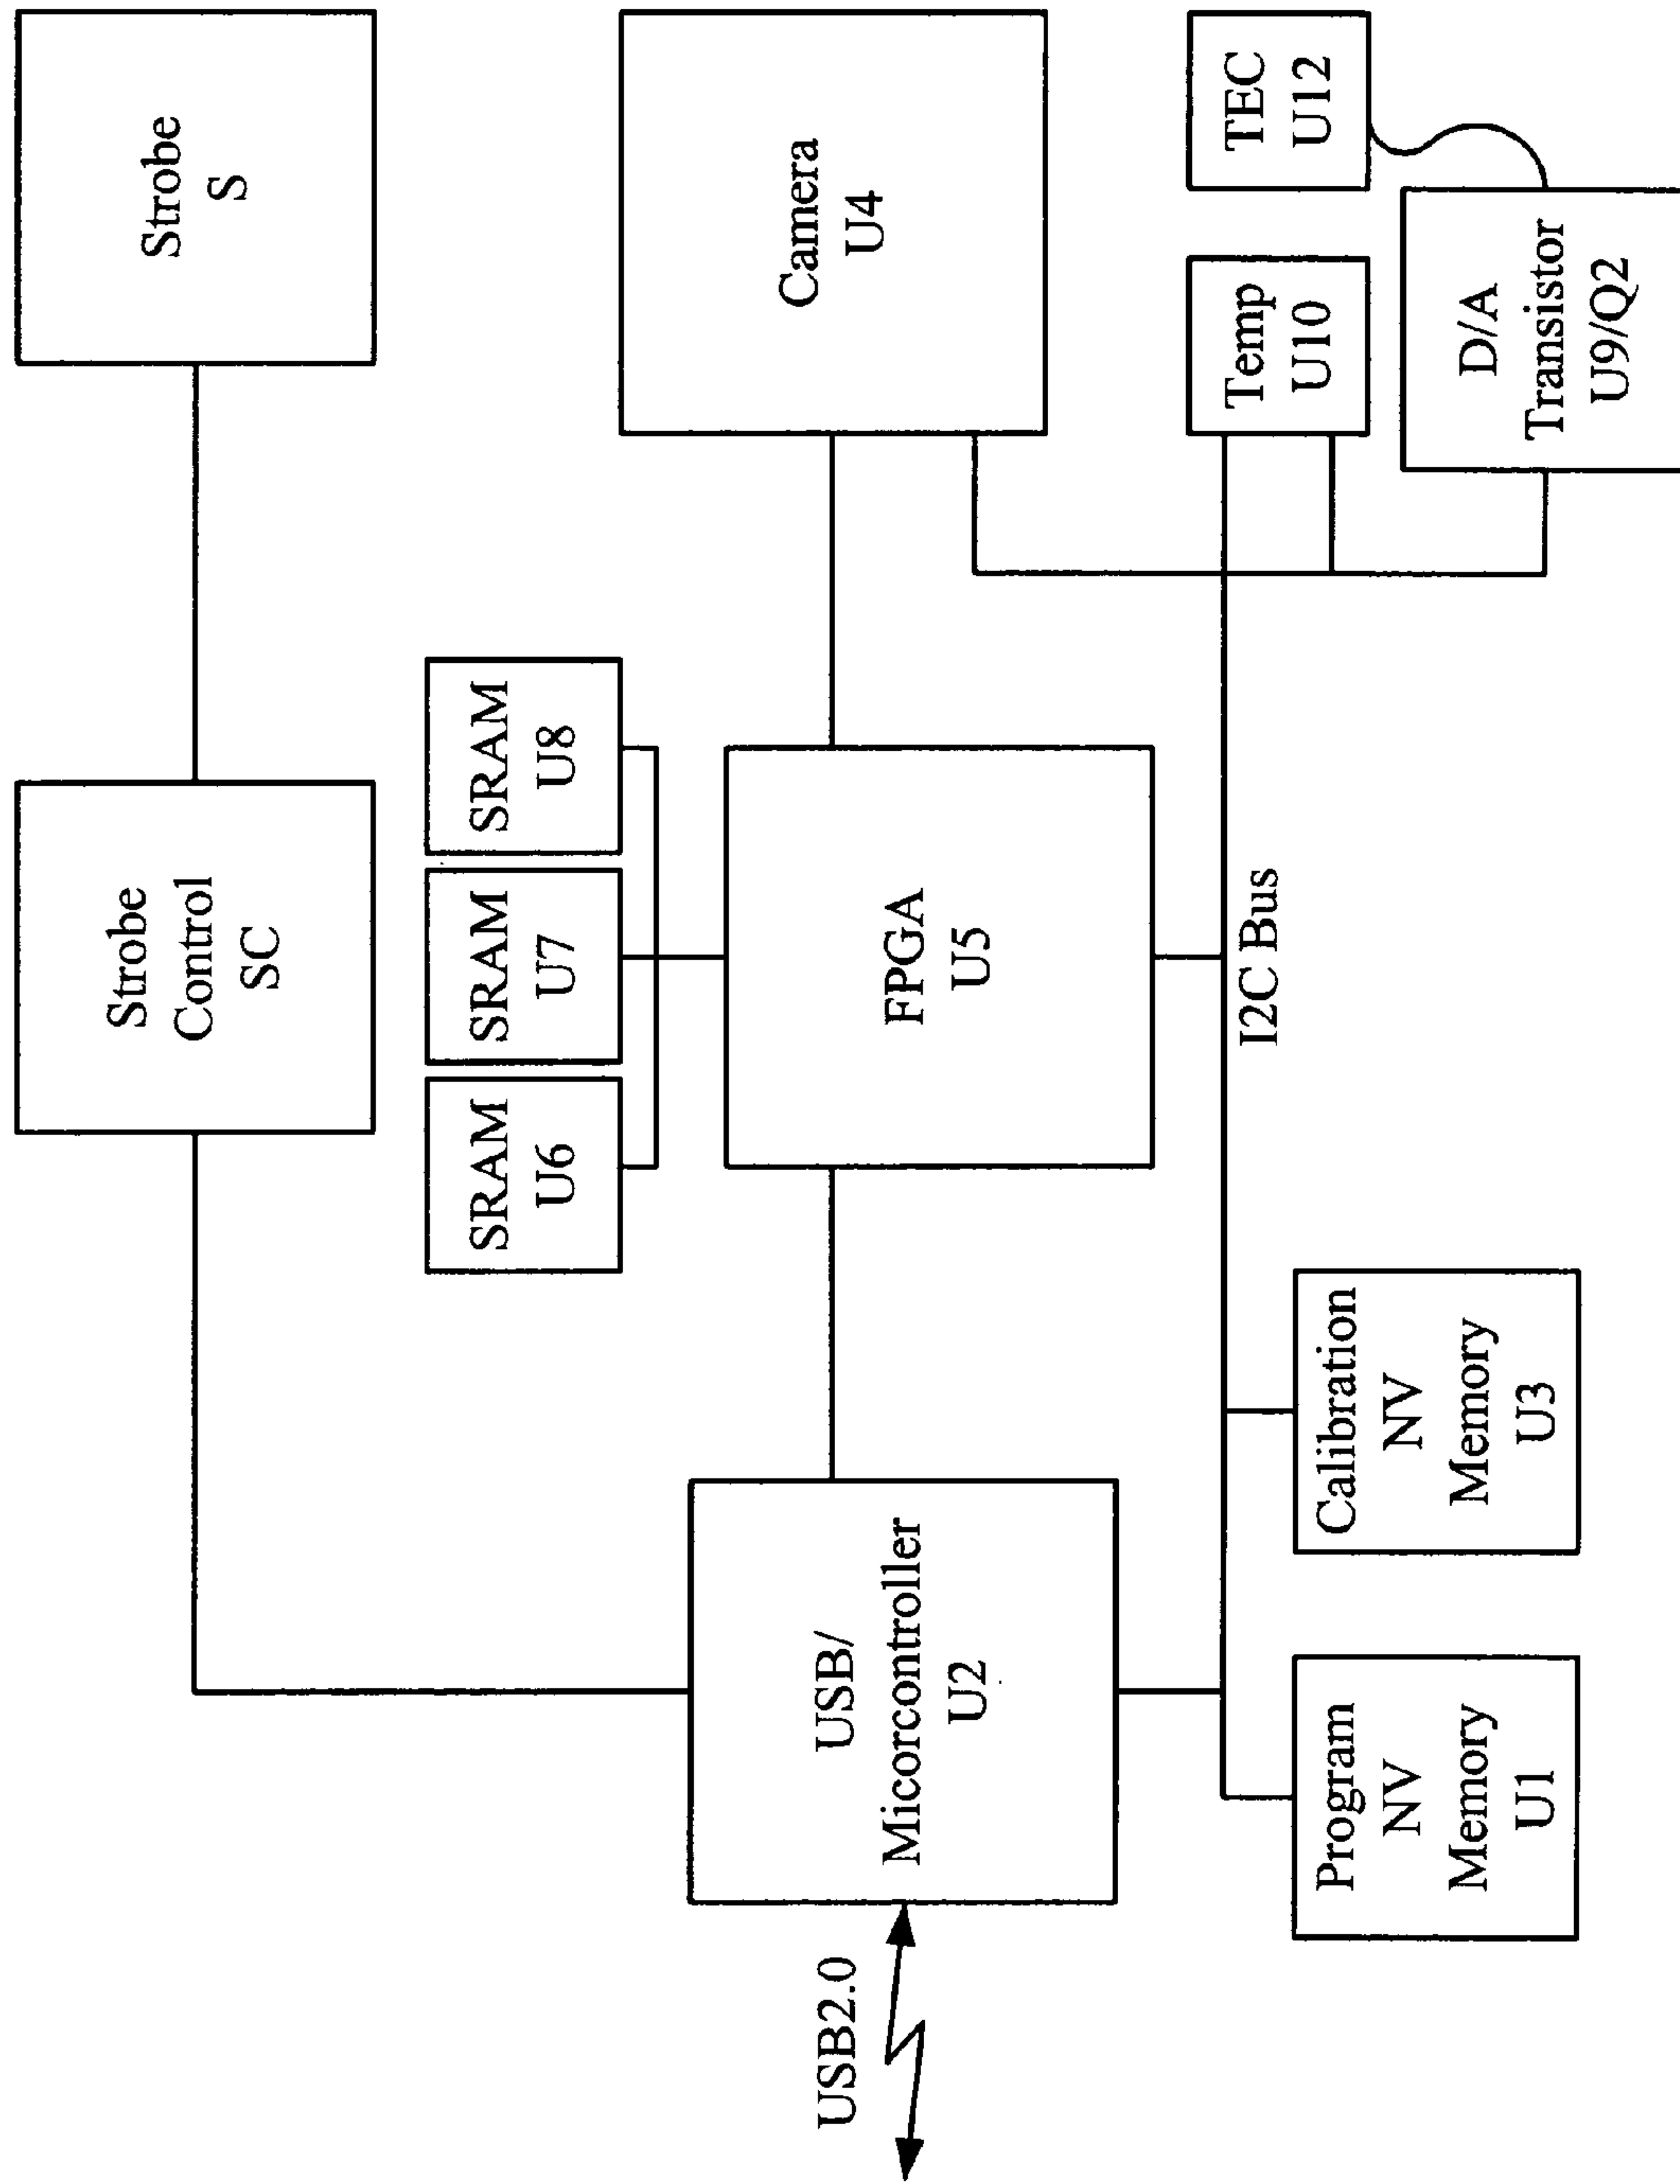 Strobe
S
Strobe
Control
SC
Camera
U4
SRAM
U6
SRAM
U7
SRAM
U8
FPGA
U5
USB/
Micorcontroller
U2
USB2.0
I2C Bus
TEC
U12
Temp
U10
D/A
Transistor
U9/Q2
Calibration
NV
Memory
U3
Program
NV
Memory
U1